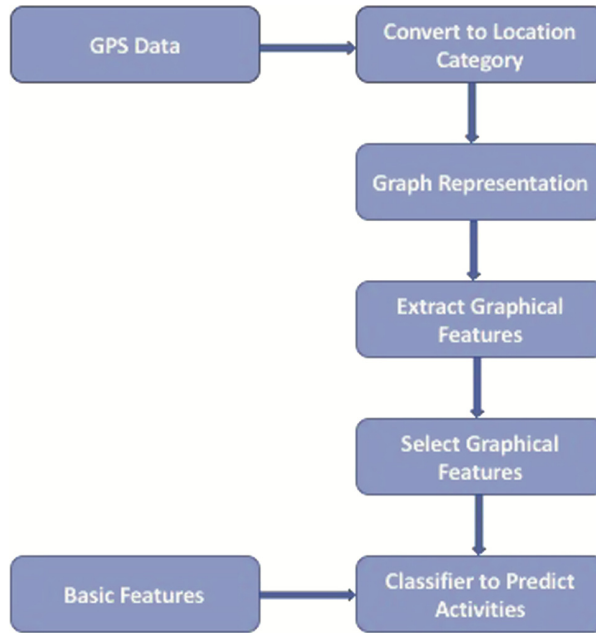 GPS Data
Convert to Location
Category
Graph Representation
Extract Graphical
Features
Select Graphical
Features
Basic Features
Classifier to Predict
Activities